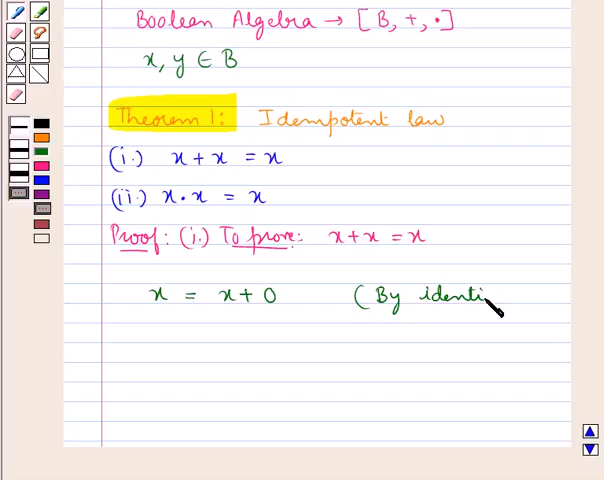 Boolean Algebra → [B, +, •]
x, y ∈ B
Theorem 1: Idempotent law
(i.) x + x = x
(ii.) x • x = x
Proof: (i.) To prove: x + x = x
x = x + 0 (By identi